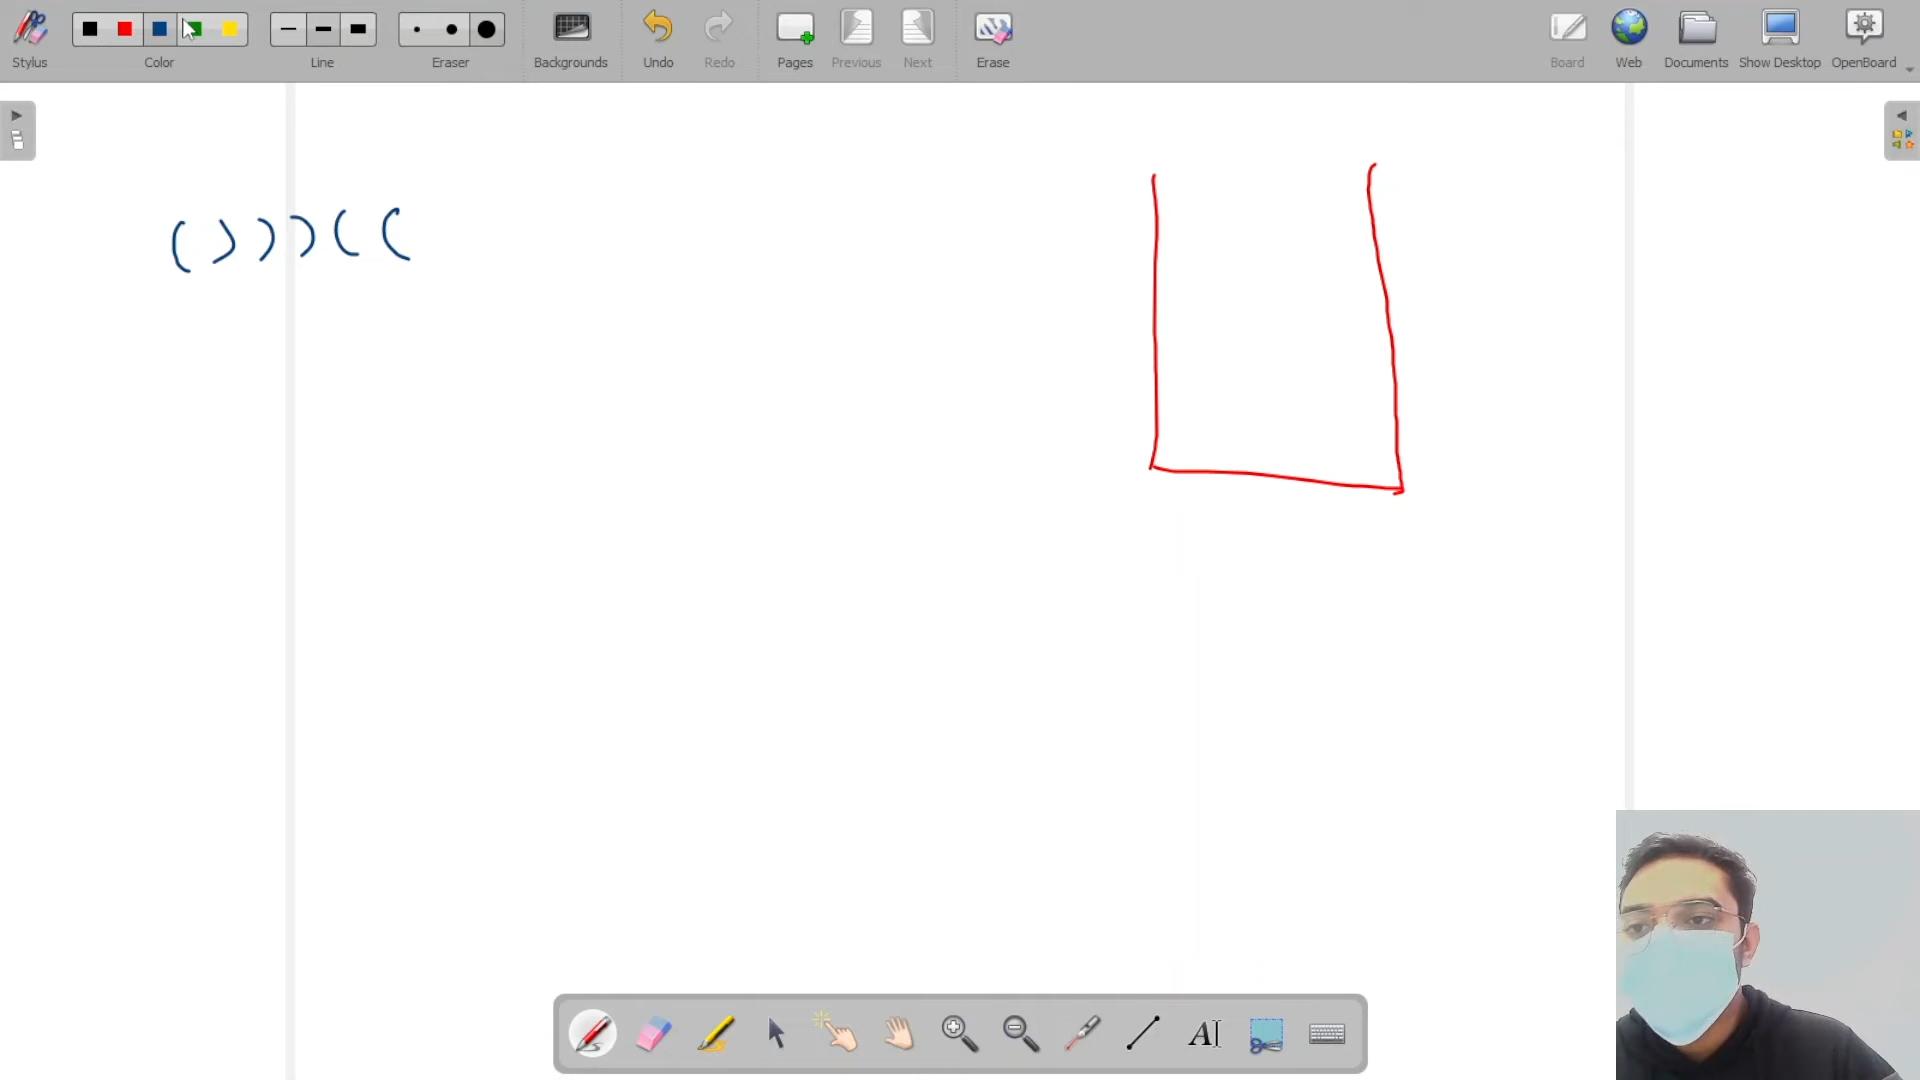 Stylus Color Line Eraser Backgrounds Undo Redo Pages Previous Next Erase Board Web Documents Show Desktop OpenBoard
()))((
A